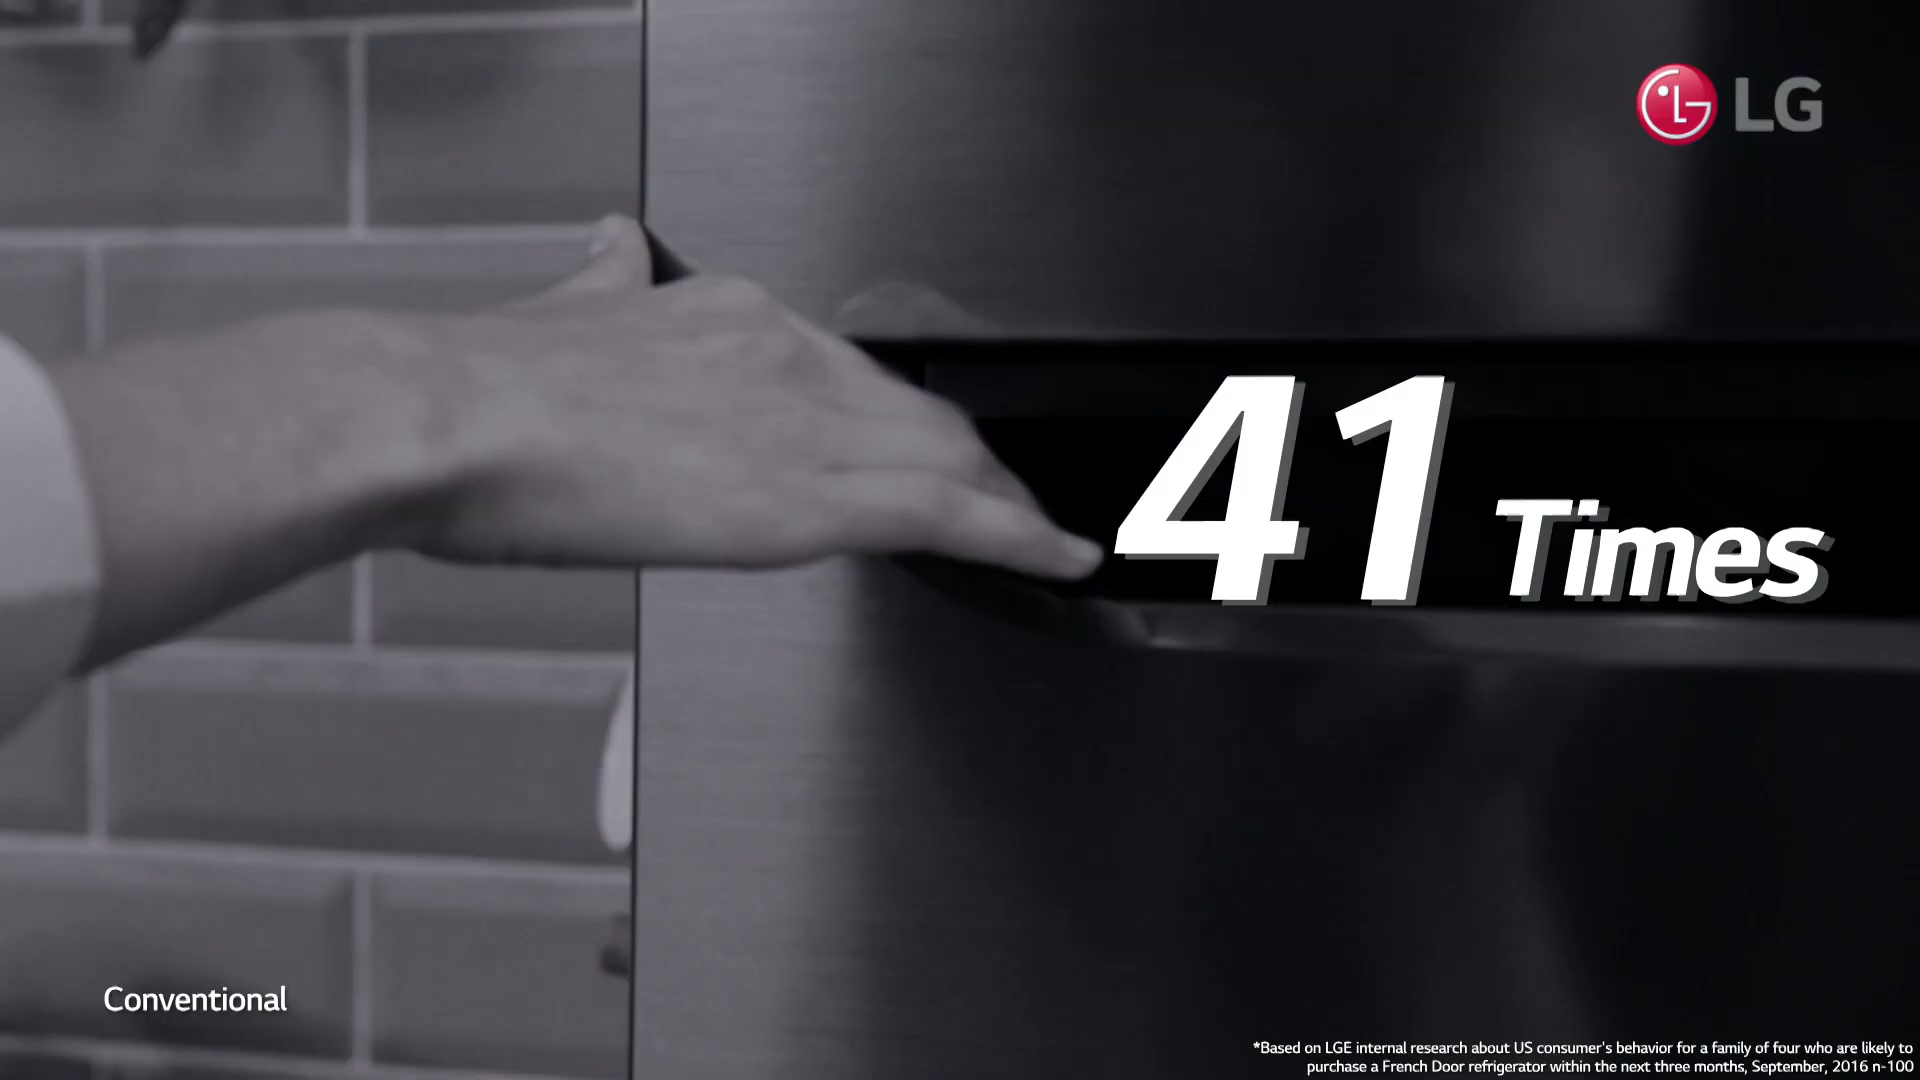 LG
41 Times
Conventional
*Based on LGE internal research about US consumer's behavior for a family of four who are likely to
purchase a French Door refrigerator within the next three months, September, 2016 n-100